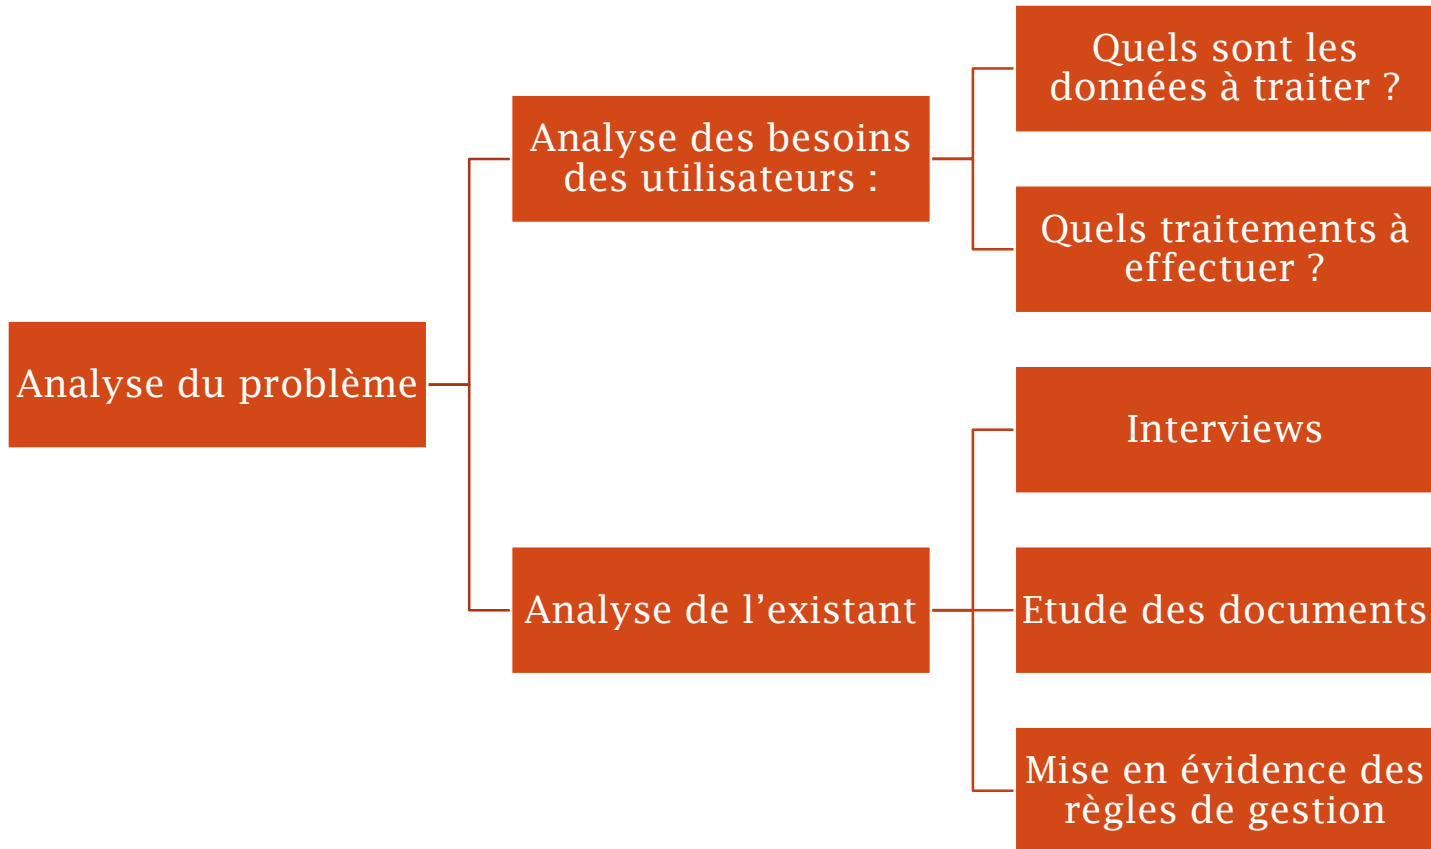 Analyse du problème
Analyse des besoins
des utilisateurs :
Quels sont les
données à traiter ?
Quels traitements à
effectuer ?
Analyse de l’existant
Interviews
Etude des documents
Mise en évidence des
règles de gestion